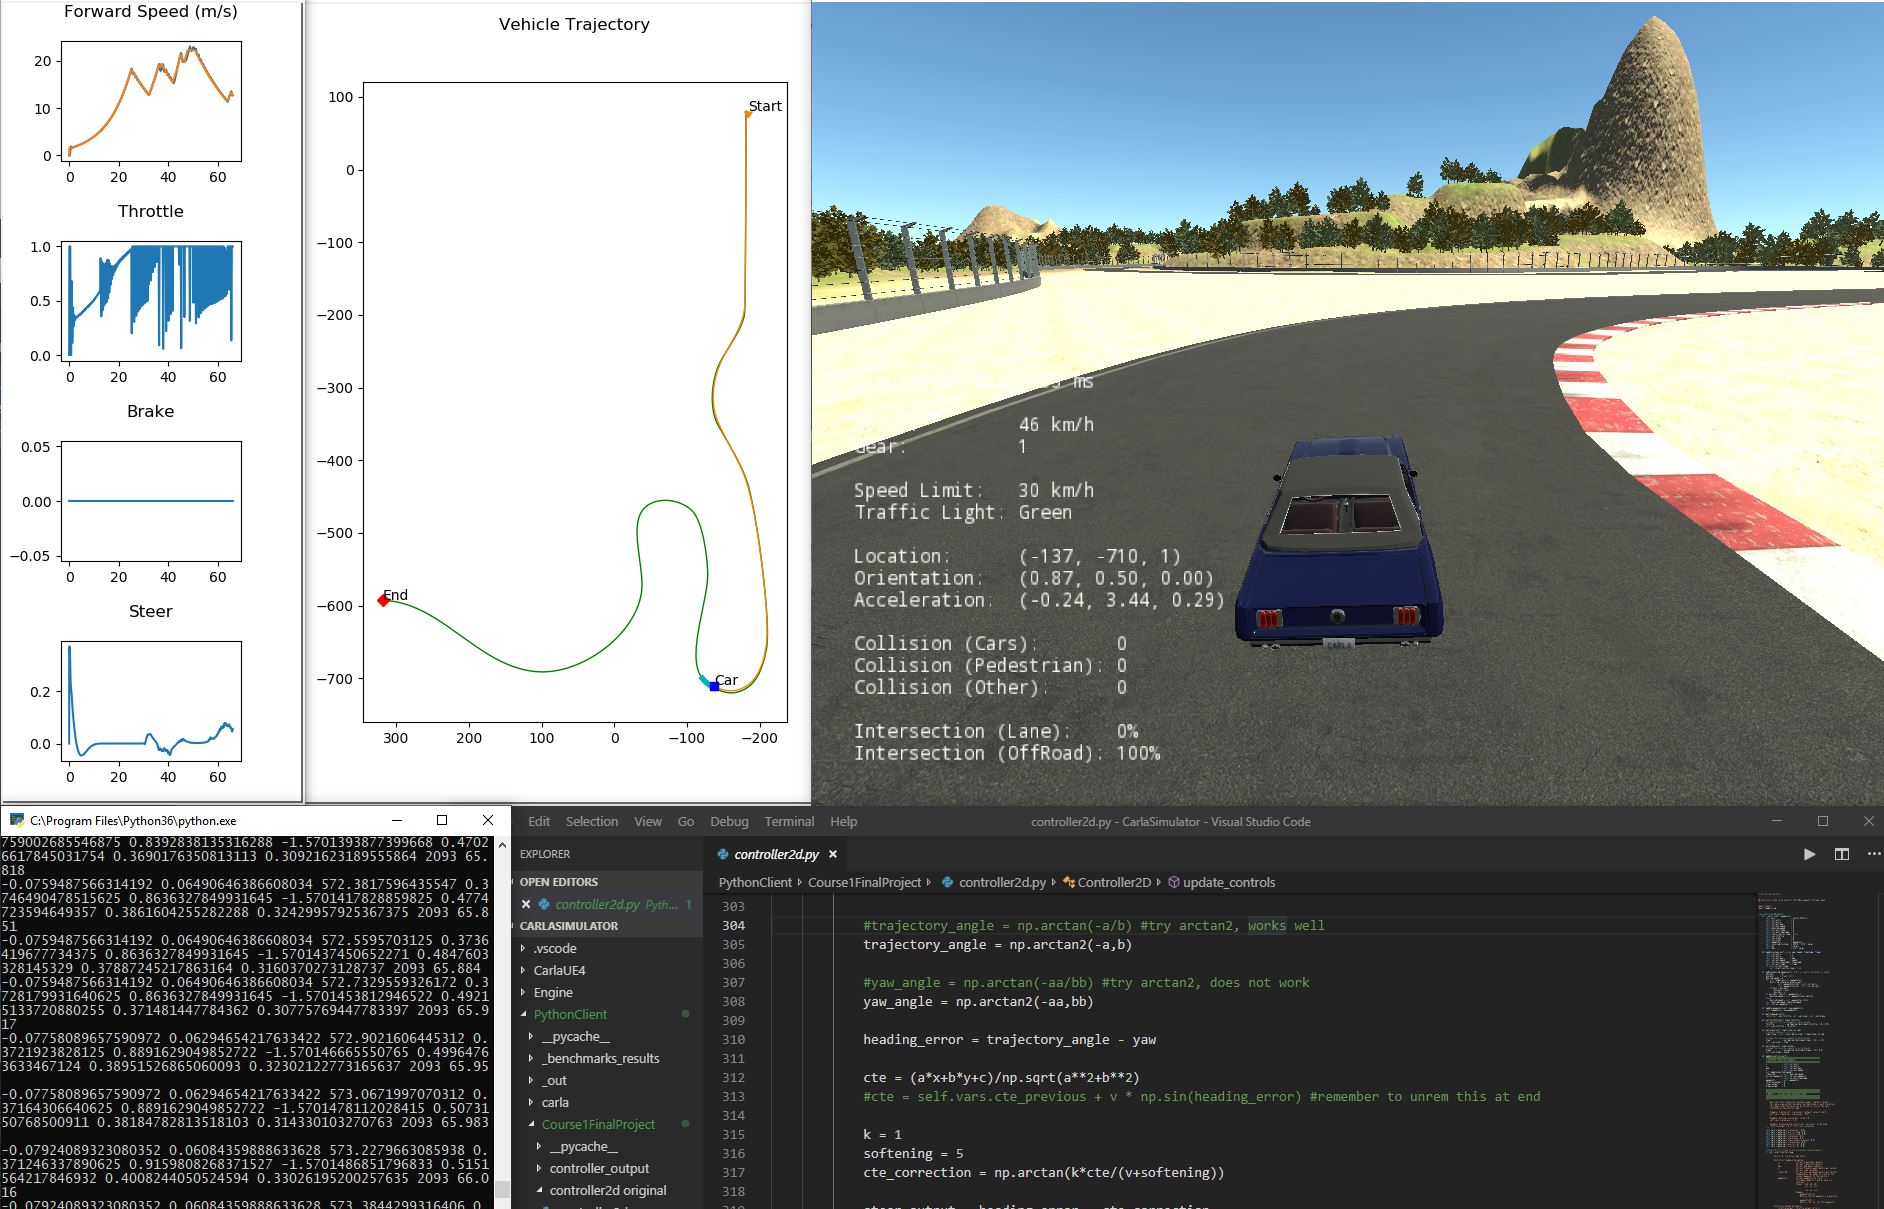 Forward Speed (m/s)
20
10
0
0 20 40 60
Throttle
1.0
0.5
0.0
0 20 40 60
Brake
0.05
0.00
−0.05
0 20 40 60
Steer
0.2
0.0
0 20 40 60
Vehicle Trajectory
100
0
−100
−200
−300
−400
−500
−600
−700
300 200 100 0 −100 −200
Start
End
Car
ms
46 km/h
Gear: 1
Speed Limit: 30 km/h
Traffic Light: Green
Location: (-137, -710, 1)
Orientation: (0.87, 0.50, 0.00)
Acceleration: (-0.24, 3.44, 0.29)
Collision (Cars): 0
Collision (Pedestrian): 0
Collision (Other): 0
Intersection (Lane): 0%
Intersection (OffRoad): 100%
CARLA
C:\Program Files\Python36\python.exe
759002685546875 0.8392838135316288 -1.5701393877399668 0.4702
6617845031754 0.3690176350813113 0.30921623189555864 2093 65.
818
-0.0759487566314192 0.06490646386608034 572.3817596435547 0.3
746490478515625 0.8636327849931645 -1.5701417828859825 0.4774
723594649357 0.3861604255282288 0.32429957925367375 2093 65.8
51
-0.0759487566314192 0.06490646386608034 572.5595703125 0.3736
419677734375 0.8636327849931645 -1.5701437450652271 0.4847603
328145329 0.37887245217863164 0.3160370273128737 2093 65.884
-0.0759487566314192 0.06490646386608034 572.7329559326172 0.3
728179931640625 0.8636327849931645 -1.5701453812946522 0.4921
5133720880255 0.371481447784362 0.30775769447783397 2093 65.9
17
-0.07758089657590972 0.06294654217633422 572.9021606445312 0.
3721923828125 0.8891629049852722 -1.570146665550765 0.4996476
3633467124 0.38951526865060093 0.32302122773165637 2093 65.95
-0.07758089657590972 0.06294654217633422 573.0671997070312 0.
37164306640625 0.8891629049852722 -1.5701478112028415 0.50731
50768500911 0.38184782813518103 0.314330103270763 2093 65.983
-0.07924089323080352 0.06084359888633628 573.2279663085938 0.
371246337890625 0.9159808268371527 -1.5701486851796833 0.5151
564217846932 0.4008244050524594 0.33026195200257635 2093 66.0
16
-0.07924089323080352 0.06084359888633628 573.3844299316406 0.
Edit Selection View Go Debug Terminal Help
controller2d.py - CarlaSimulator - Visual Studio Code
EXPLORER
OPEN EDITORS
controller2d.py Pyth... 1
CARLASIMULATOR
.vscode
CarlaUE4
Engine
PythonClient
__pycache__
_benchmarks_results
_out
carla
Course1FinalProject
__pycache__
controller_output
controller2d original
controller2d.py
PythonClient Course1FinalProject controller2d.py Controller2D update_controls
303
304 #trajectory_angle = np.arctan(-a/b) #try arctan2, works well
305 trajectory_angle = np.arctan2(-a,b)
306
307 #yaw_angle = np.arctan(-aa/bb) #try arctan2, does not work
308 yaw_angle = np.arctan2(-aa,bb)
309
310 heading_error = trajectory_angle - yaw
311
312 cte = (a*x+b*y+c)/np.sqrt(a**2+b**2)
313 #cte = self.vars.cte_previous + v * np.sin(heading_error) #remember to unrem this at end
314
315 k = 1
316 softening = 5
317 cte_correction = np.arctan(k*cte/(v+softening))
318